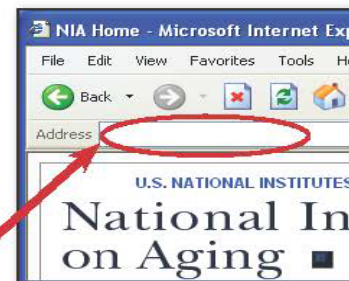 NIA Home - Microsoft Internet Exp
File Edit View Favorites Tools H
Back
Address
U.S. NATIONAL INSTITUTES
National In
on Aging